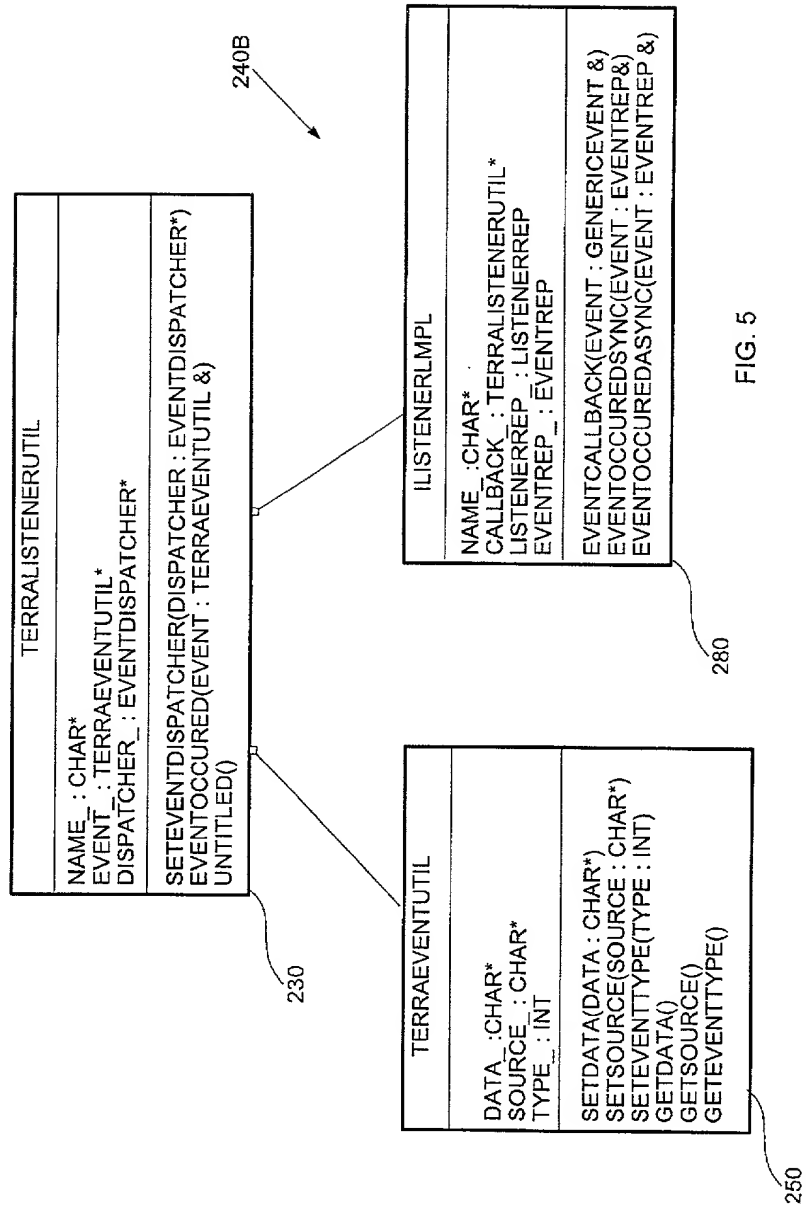 240B
TERRALISTENERUTIL
NAME_ : CHAR*
EVENT_ : TERRAEVENTUTIL*
DISPATCHER_ : EVENTDISPATCHER*
SETEVENTDISPATCHER(DISPATCHER : EVENTDISPATCHER*)
EVENTOCCURED(EVENT : TERRAEVENTUTIL &)
UNTITLED()
230
TERRAEVENTUTIL
DATA_ :CHAR*
SOURCE_ : CHAR*
TYPE_ : INT
SETDATA(DATA : CHAR*)
SETSOURCE(SOURCE : CHAR*)
SETEVENTTYPE(TYPE : INT)
GETDATA()
GETSOURCE()
GETEVENTTYPE()
250
ILISTENERLMPL
NAME_ :CHAR*
CALLBACK_ : TERRALISTENERUTIL*
LISTENERREP_ : LISTENERREP
EVENTREP_ : EVENTREP
EVENTCALLBACK(EVENT : GENERICEVENT &)
EVENTOCCUREDSYNC(EVENT : EVENTREP&)
EVENTOCCUREDASYNC(EVENT : EVENTREP &)
280
FIG. 5